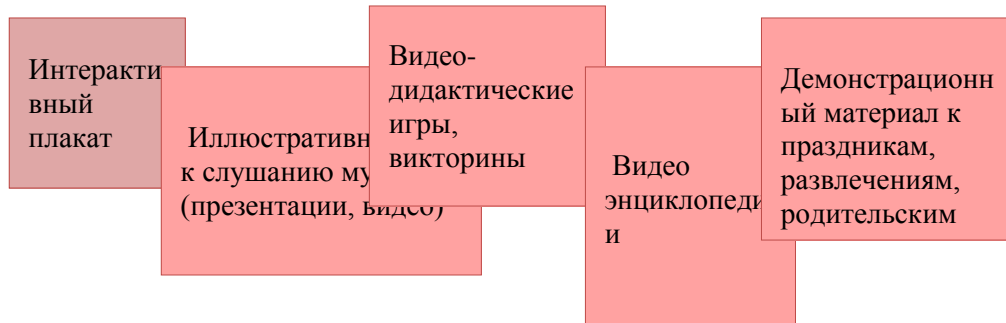 Интеракти
вный
плакат
Иллюстративн
к слушанию му
(презентации, видео)
Видео-
дидактические
игры,
викторины
Видео
энциклопеди
и
Демонстрационн
ый материал к
праздникам,
развлечениям,
родительским